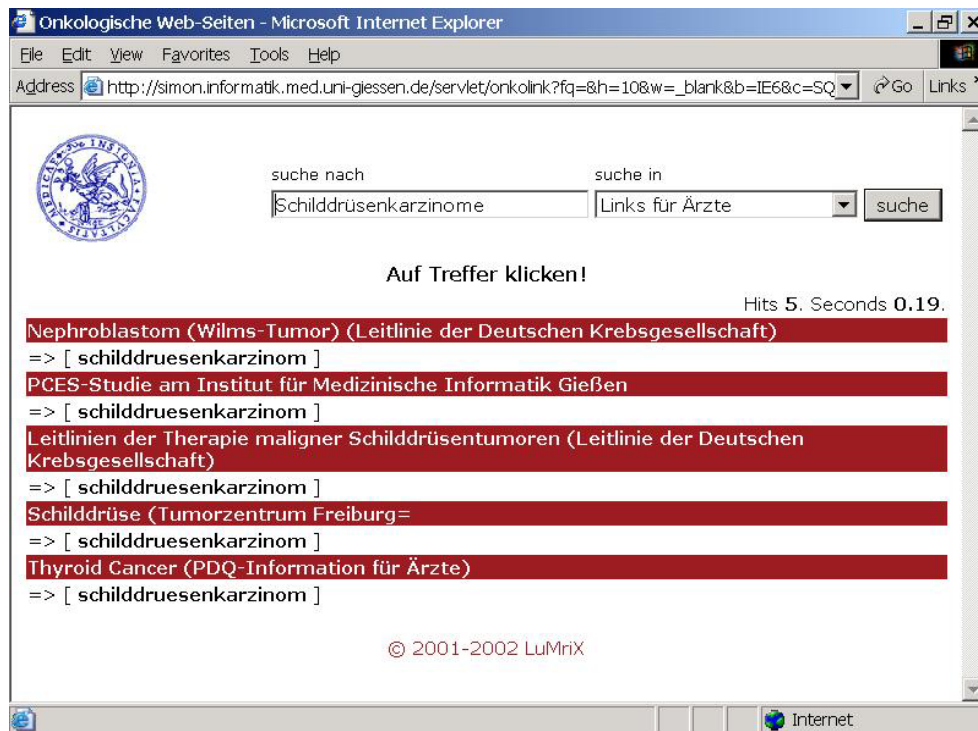 Onkologische Web-Seiten - Microsoft Internet Explorer
File Edit View Favorites Tools Help
Address http://simon.informatik.med.uni-giessen.de/servlet/onkolink?fq=&h=10&w=_blank&b=IE6&c=SQ Go Links
suche nach suche in
Schilddrüsenkarzinome Links für Ärzte suche
Auf Treffer klicken!
Hits 5. Seconds 0.19.
Nephroblastom (Wilms-Tumor) (Leitlinie der Deutschen Krebsgesellschaft)
=> [ schilddruesenkarzinom ]
PCES-Studie am Institut für Medizinische Informatik Gießen
=> [ schilddruesenkarzinom ]
Leitlinien der Therapie maligner Schilddrüsentumoren (Leitlinie der Deutschen
Krebsgesellschaft)
=> [ schilddruesenkarzinom ]
Schilddrüse (Tumorzentrum Freiburg=
=> [ schilddruesenkarzinom ]
Thyroid Cancer (PDQ-Information für Ärzte)
=> [ schilddruesenkarzinom ]
© 2001-2002 LuMriX
Internet